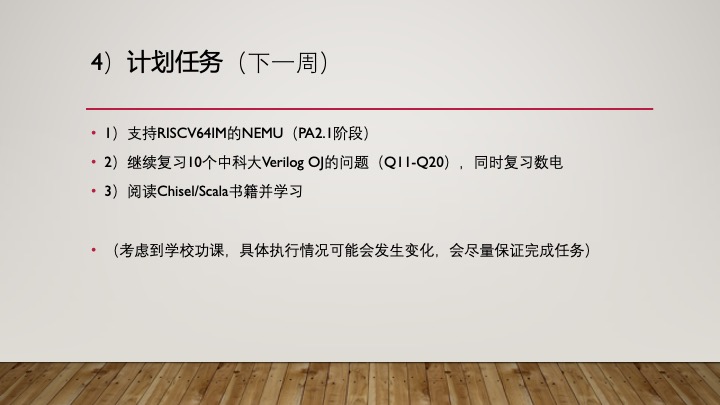 4）计划任务（下一周）
• 1）支持RISCV64IM的NEMU（PA2.1阶段）
• 2）继续复习10个中科大Verilog OJ的问题（Q11-Q20），同时复习数电
• 3）阅读Chisel/Scala书籍并学习
• （考虑到学校功课，具体执行情况可能会发生变化，会尽量保证完成任务）